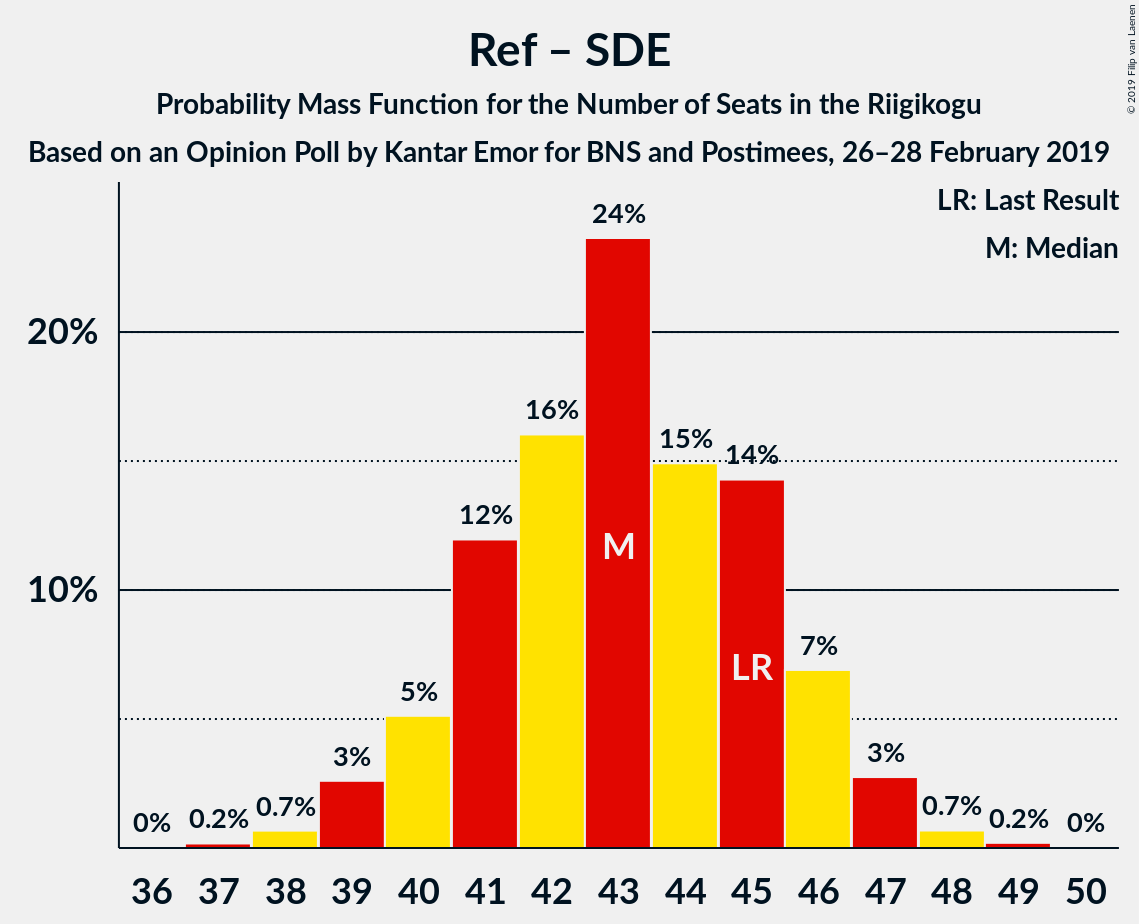 Ref – SDE
Probability Mass Function for the Number of Seats in the Riigikogu
Based on an Opinion Poll by Kantar Emor for BNS and Postimees, 26–28 February 2019
© 2019 Filip van Laenen
LR: Last Result
M: Median
20%
10%
0% 0.2% 0.7% 3% 5% 12% 16% 24% 15% 14% 7% 3% 0.7% 0.2% 0%
M
LR
36 37 38 39 40 41 42 43 44 45 46 47 48 49 50